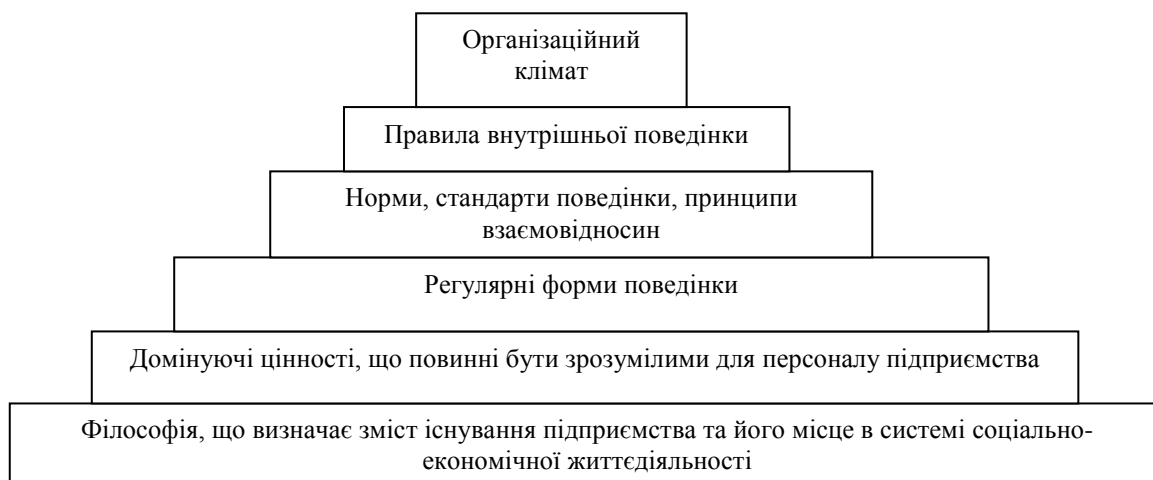 Організаційний
клімат
Правила внутрішньої поведінки
Норми, стандарти поведінки, принципи
взаємовідносин
Регулярні форми поведінки
Домінуючі цінності, що повинні бути зрозумілими для персоналу підприємства
Філософія, що визначає зміст існування підприємства та його місце в системі соціально-
економічної життєдіяльності